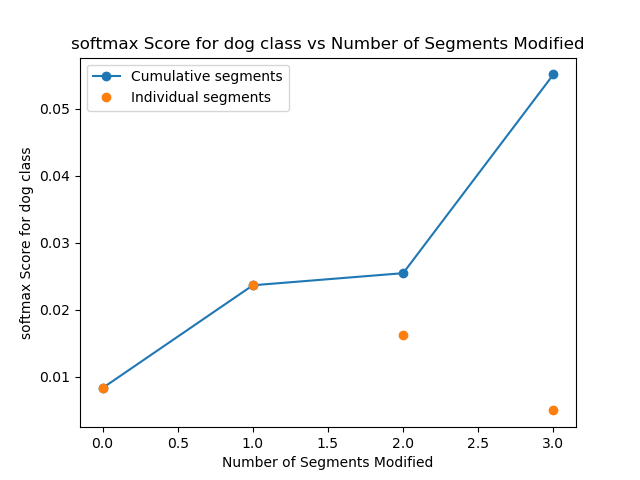 softmax Score for dog class vs Number of Segments Modified
Cumulative segments
Individual segments
softmax Score for dog class
0.05
0.04
0.03
0.02
0.01
0.0 0.5 1.0 1.5 2.0 2.5 3.0
Number of Segments Modified